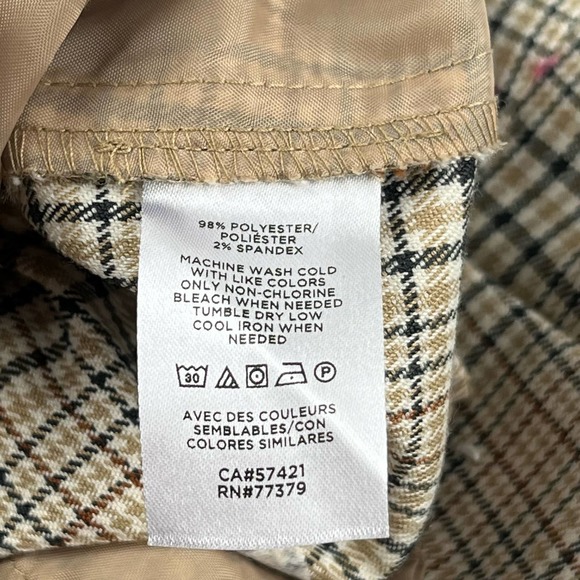 98% POLYESTER/
POLIÉSTER
2% SPANDEX
MACHINE WASH COLD
WITH LIKE COLORS
ONLY NON-CHLORINE
BLEACH WHEN NEEDED
TUMBLE DRY LOW
COOL IRON WHEN
NEEDED
30 P
AVEC DES COULEURS
SEMBLABLES/CON
COLORES SIMILARES
CA#57421
RN#77379